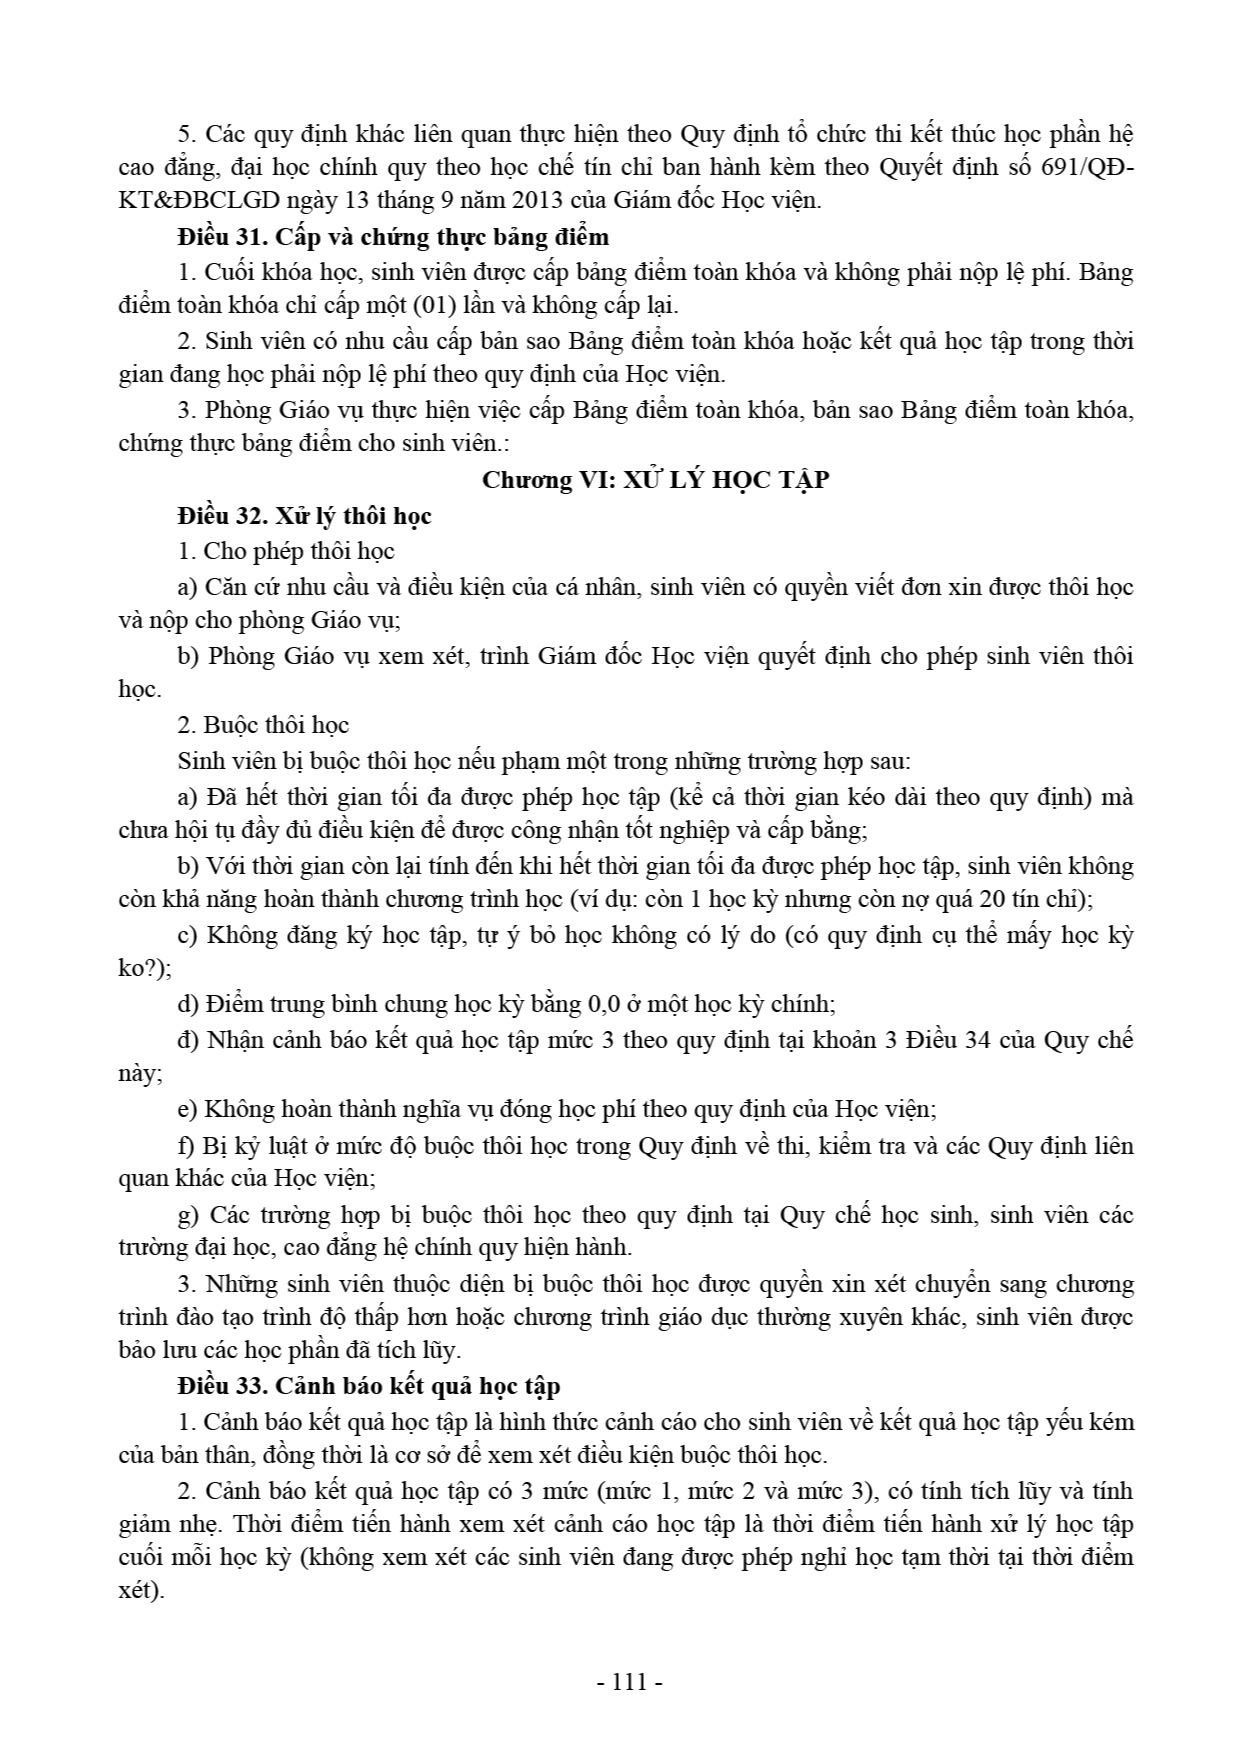 5. Các quy định khác liên quan thực hiện theo Quy định tổ chức thi kết thúc học phần hệ
cao đẳng, đại học chính quy theo học chế tín chỉ ban hành kèm theo Quyết định số 691/QĐ-
KT&ĐBCLGD ngày 13 tháng 9 năm 2013 của Giám đốc Học viện.
Điều 31. Cấp và chứng thực bảng điểm
1. Cuối khóa học, sinh viên được cấp bảng điểm toàn khóa và không phải nộp lệ phí. Bảng
điểm toàn khóa chỉ cấp một (01) lần và không cấp lại.
2. Sinh viên có nhu cầu cấp bản sao Bảng điểm toàn khóa hoặc kết quả học tập trong thời
gian đang học phải nộp lệ phí theo quy định của Học viện.
3. Phòng Giáo vụ thực hiện việc cấp Bảng điểm toàn khóa, bản sao Bảng điểm toàn khóa,
chứng thực bảng điểm cho sinh viên.:
Chương VI: XỬ LÝ HỌC TẬP
Điều 32. Xử lý thôi học
1. Cho phép thôi học
a) Căn cứ nhu cầu và điều kiện của cá nhân, sinh viên có quyền viết đơn xin được thôi học
và nộp cho phòng Giáo vụ;
b) Phòng Giáo vụ xem xét, trình Giám đốc Học viện quyết định cho phép sinh viên thôi
học.
2. Buộc thôi học
Sinh viên bị buộc thôi học nếu phạm một trong những trường hợp sau:
a) Đã hết thời gian tối đa được phép học tập (kể cả thời gian kéo dài theo quy định) mà
chưa hội tụ đầy đủ điều kiện để được công nhận tốt nghiệp và cấp bằng;
b) Với thời gian còn lại tính đến khi hết thời gian tối đa được phép học tập, sinh viên không
còn khả năng hoàn thành chương trình học (ví dụ: còn 1 học kỳ nhưng còn nợ quá 20 tín chỉ);
c) Không đăng ký học tập, tự ý bỏ học không có lý do (có quy định cụ thể mấy học kỳ
ko?);
d) Điểm trung bình chung học kỳ bằng 0,0 ở một học kỳ chính;
đ) Nhận cảnh báo kết quả học tập mức 3 theo quy định tại khoản 3 Điều 34 của Quy chế
này;
e) Không hoàn thành nghĩa vụ đóng học phí theo quy định của Học viện;
f) Bị kỷ luật ở mức độ buộc thôi học trong Quy định về thi, kiểm tra và các Quy định liên
quan khác của Học viện;
g) Các trường hợp bị buộc thôi học theo quy định tại Quy chế học sinh, sinh viên các
trường đại học, cao đẳng hệ chính quy hiện hành.
3. Những sinh viên thuộc diện bị buộc thôi học được quyền xin xét chuyển sang chương
trình đào tạo trình độ thấp hơn hoặc chương trình giáo dục thường xuyên khác, sinh viên được
bảo lưu các học phần đã tích lũy.
Điều 33. Cảnh báo kết quả học tập
1. Cảnh báo kết quả học tập là hình thức cảnh cáo cho sinh viên về kết quả học tập yếu kém
của bản thân, đồng thời là cơ sở để xem xét điều kiện buộc thôi học.
2. Cảnh báo kết quả học tập có 3 mức (mức 1, mức 2 và mức 3), có tính tích lũy và tính
giảm nhẹ. Thời điểm tiến hành xem xét cảnh cáo học tập là thời điểm tiến hành xử lý học tập
cuối mỗi học kỳ (không xem xét các sinh viên đang được phép nghỉ học tạm thời tại thời điểm
xét).
- 111 -